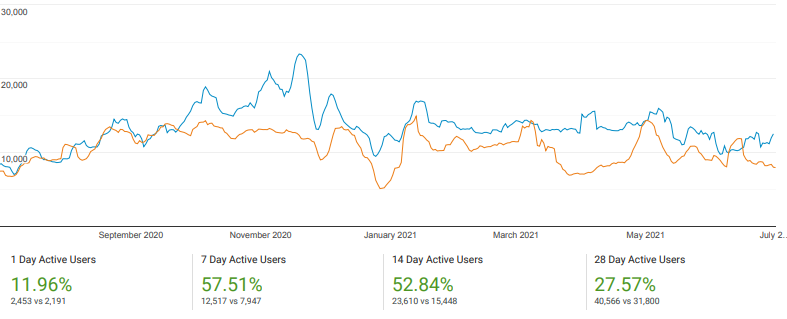 30,000
20,000
10,000
September 2020 November 2020 January 2021 March 2021 May 2021 July 2...
1 Day Active Users 7 Day Active Users 14 Day Active Users 28 Day Active Users
11.96% 57.51% 52.84% 27.57%
2,453 vs 2,191 12,517 vs 7,947 23,610 vs 15,448 40,566 vs 31,800